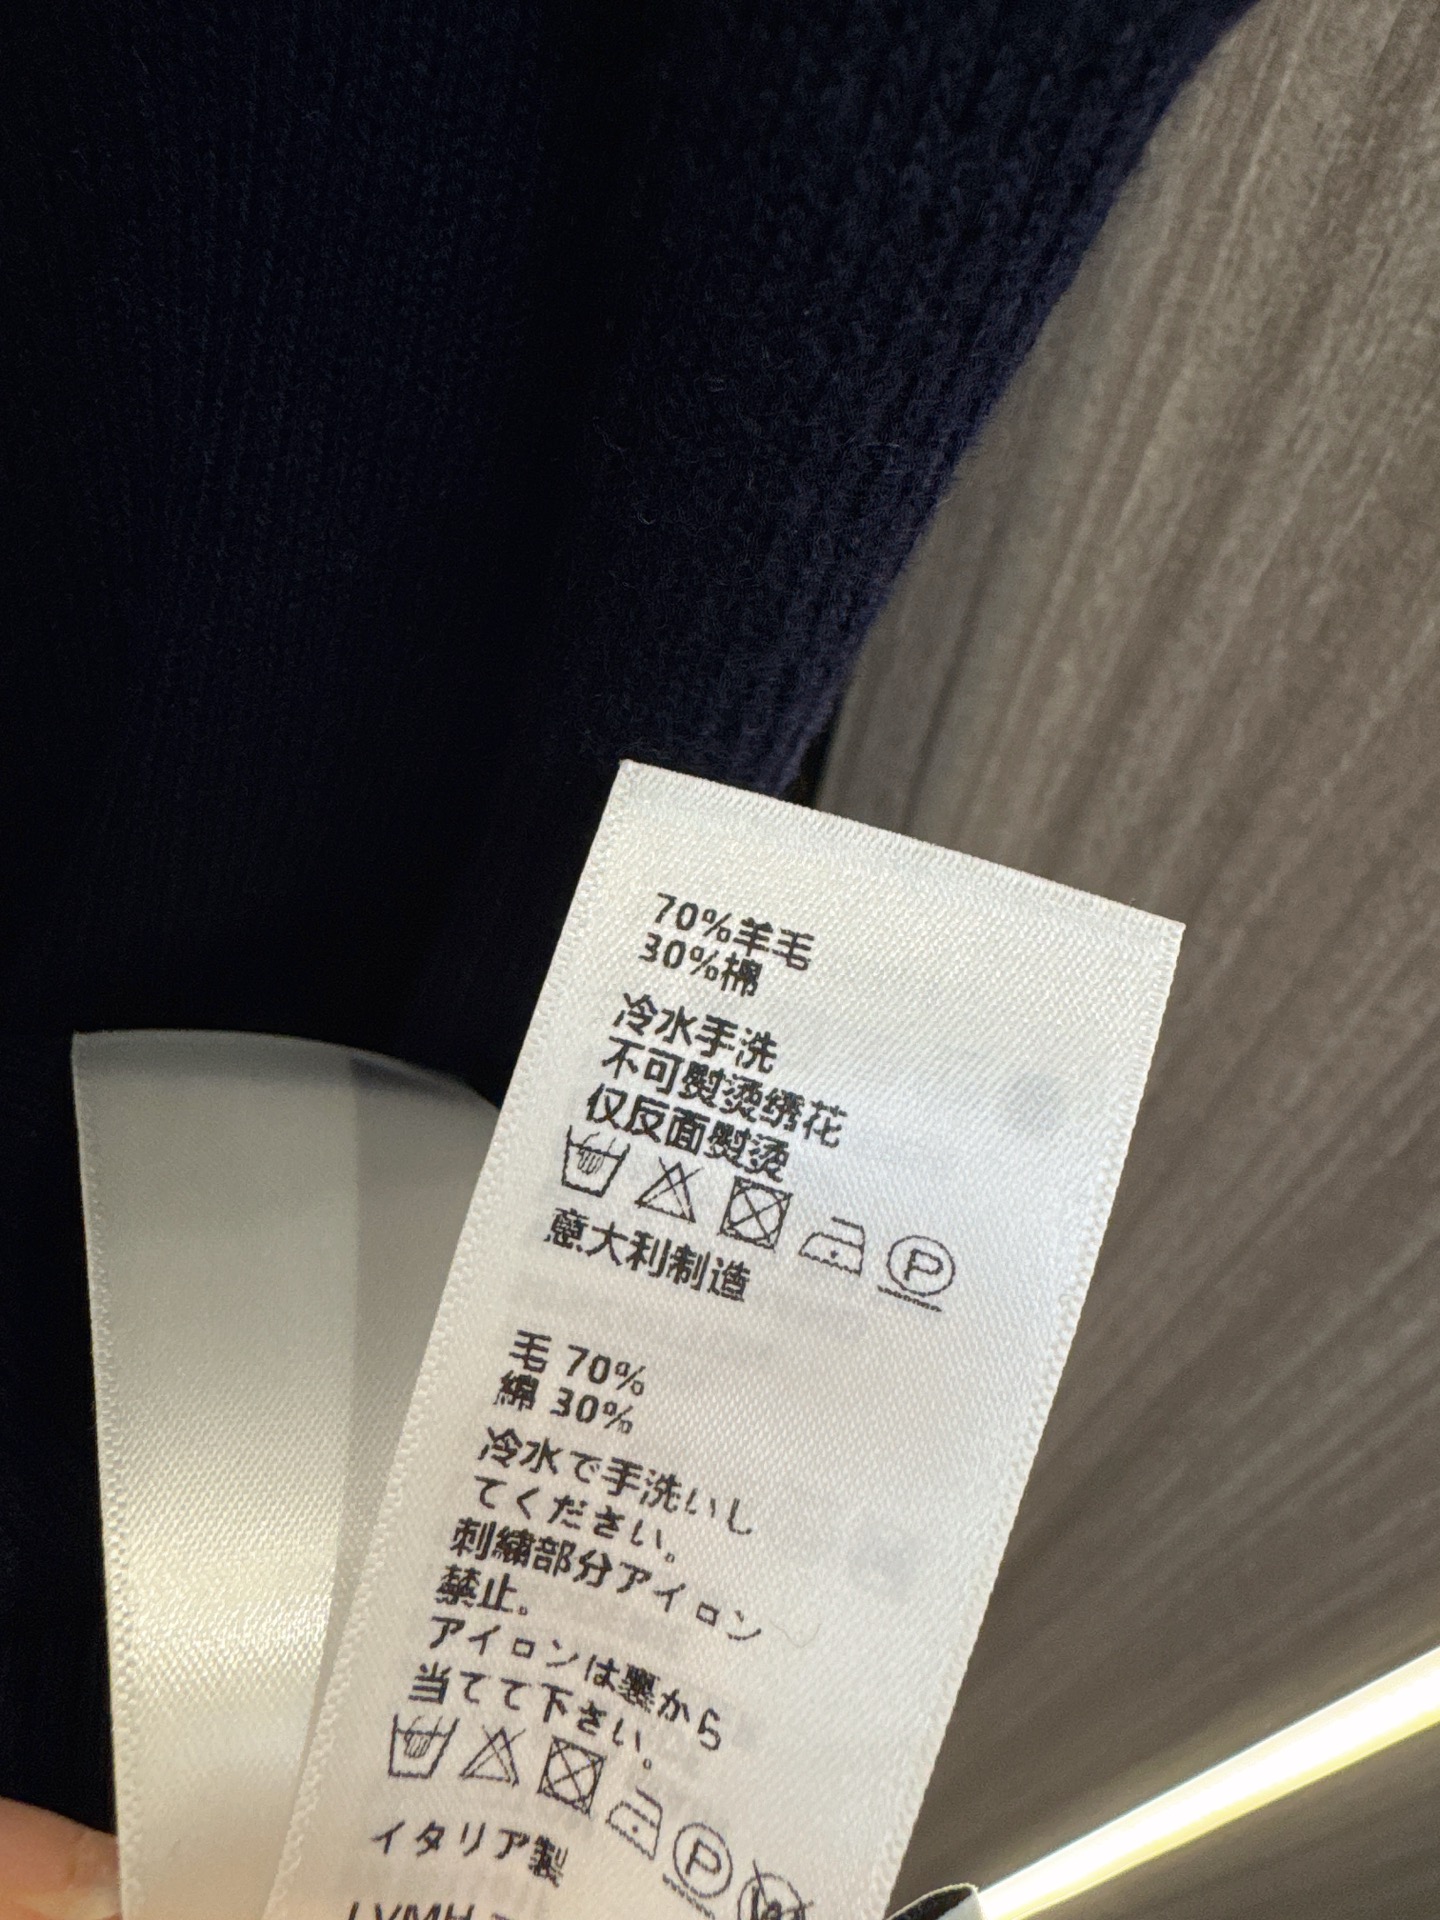 70%羊毛
30%棉
冷水手洗
不可熨烫绣花
仅反面熨烫
P
意大利制造
毛 70%
綿 30%
冷水で手洗いし
てください。
刺繍部分アイロン
禁止。
アイロンは裏から
当てて下さい。
P
イタリア製
LVMH